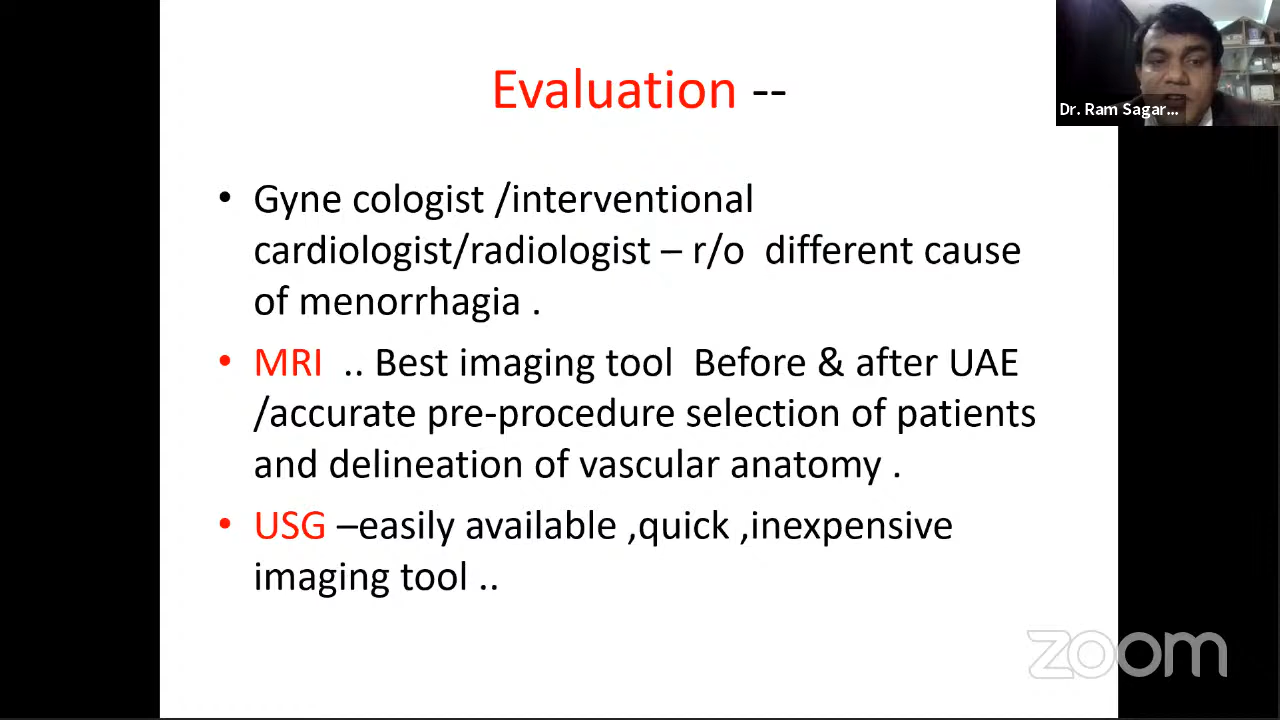 Evaluation --
Dr. Ram Sagar...
• Gyne cologist /interventional
cardiologist/radiologist – r/o different cause
of menorrhagia .
• MRI .. Best imaging tool Before & after UAE
/accurate pre-procedure selection of patients
and delineation of vascular anatomy .
• USG –easily available ,quick ,inexpensive
imaging tool ..
zoom